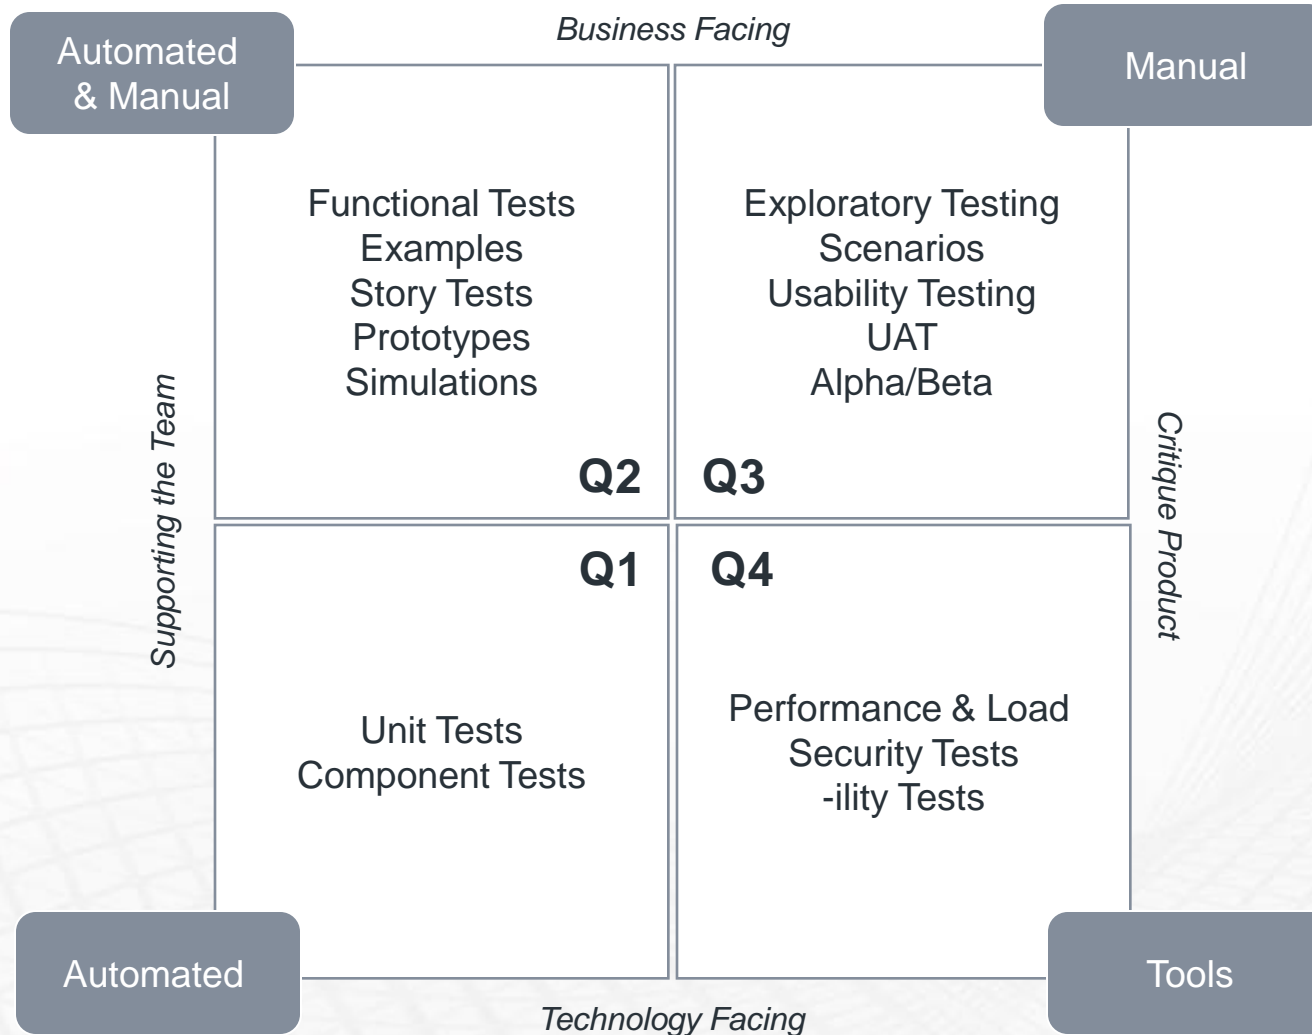 Business Facing
Automated
& Manual
Manual
Functional Tests
Examples
Story Tests
Prototypes
Simulations
Q2
Exploratory Testing
Scenarios
Usability Testing
UAT
Alpha/Beta
Q3
Supporting the Team
Critique Product
Q1
Unit Tests
Component Tests
Q4
Performance & Load
Security Tests
-ility Tests
Automated
Tools
Technology Facing